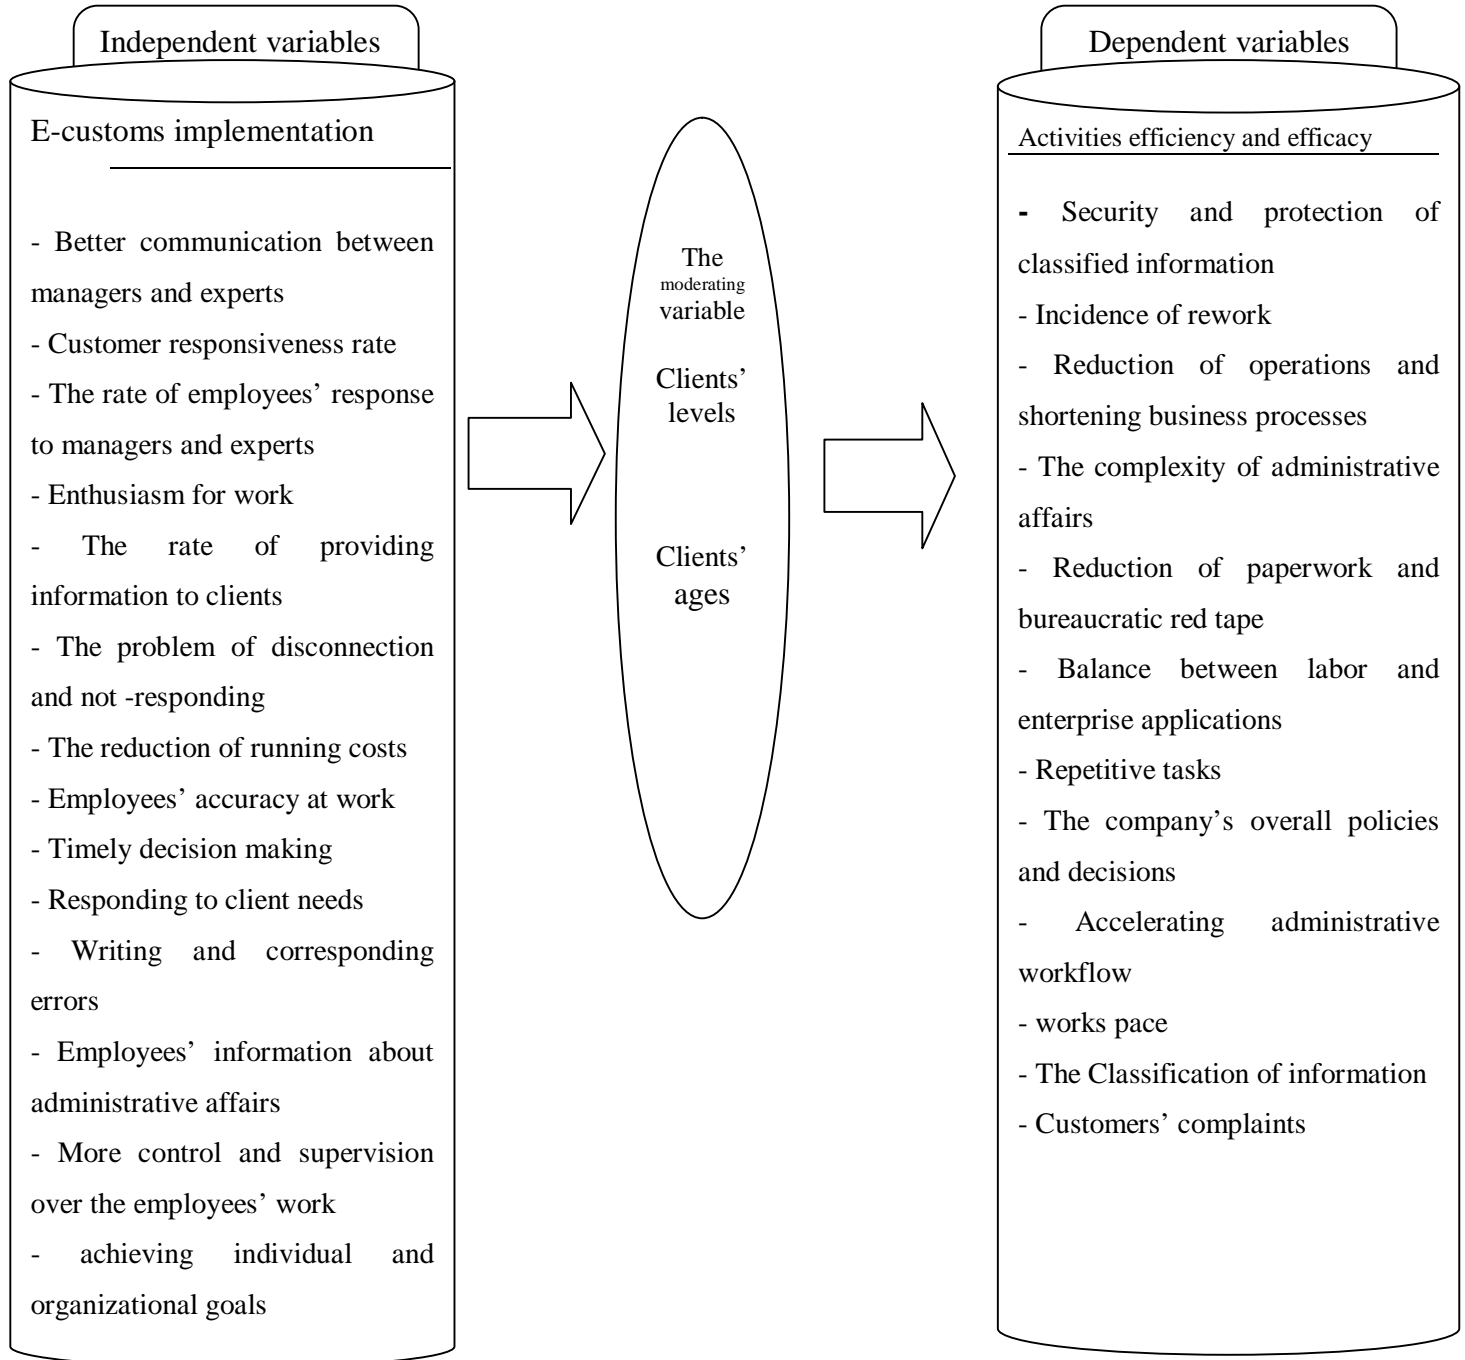 Independent variables
E-customs implementation
- Better communication between
managers and experts
- Customer responsiveness rate
- The rate of employees’ response
to managers and experts
- Enthusiasm for work
- The rate of providing
information to clients
- The problem of disconnection
and not -responding
- The reduction of running costs
- Employees’ accuracy at work
- Timely decision making
- Responding to client needs
- Writing and corresponding
errors
- Employees’ information about
administrative affairs
- More control and supervision
over the employees’ work
- achieving individual and
organizational goals
The
moderating
variable
Clients’
levels
Clients’
ages
Dependent variables
Activities efficiency and efficacy
- Security and protection of
classified information
- Incidence of rework
- Reduction of operations and
shortening business processes
- The complexity of administrative
affairs
- Reduction of paperwork and
bureaucratic red tape
- Balance between labor and
enterprise applications
- Repetitive tasks
- The company’s overall policies
and decisions
- Accelerating administrative
workflow
- works pace
- The Classification of information
- Customers’ complaints